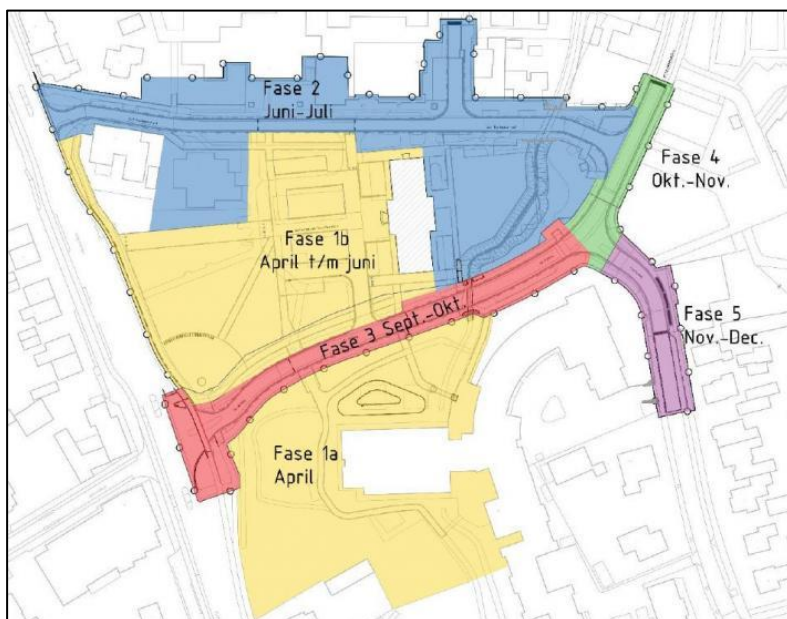 Fase 2
Juni-Juli
Fase 4
Okt.-Nov.
Fase 1b
April t/m juni
Fase 3 Sept.-Okt.
Fase 5
Nov.-Dec.
Fase 1a
April